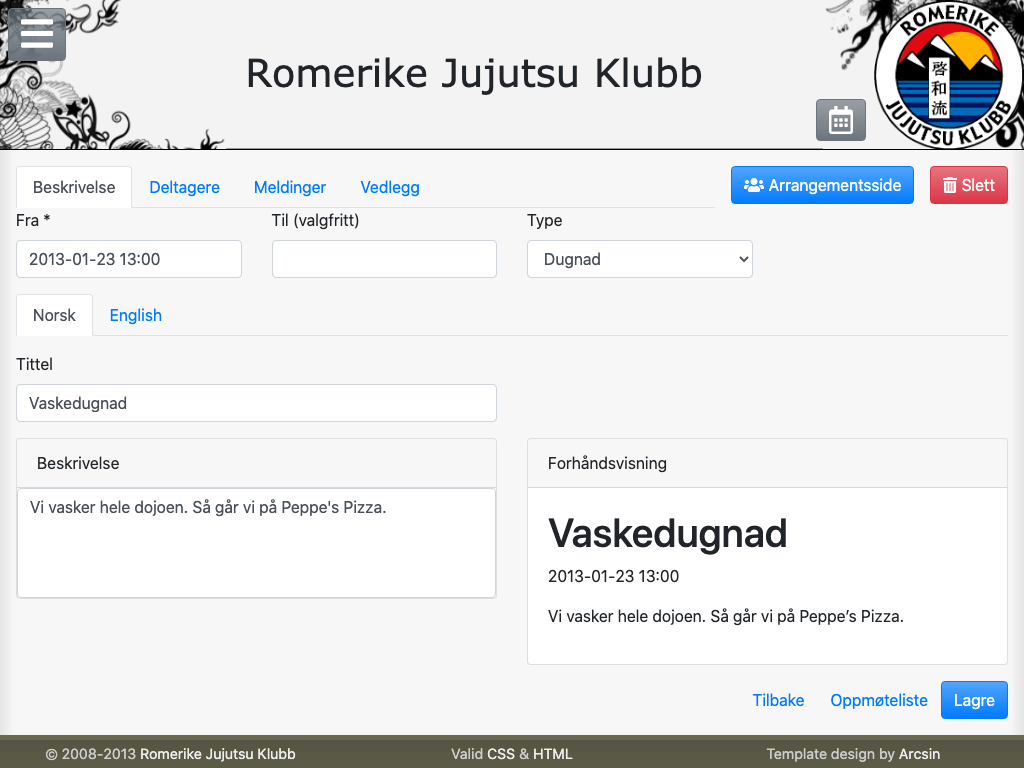 Romerike Jujutsu Klubb
ROMERIKE
啓和流
JUJUTSU KLUBB
Beskrivelse Deltagere Meldinger Vedlegg Arrangementsside Slett
Fra * Til (valgfritt) Type
2013-01-23 13:00 Dugnad
Norsk English
Tittel
Vaskedugnad
Beskrivelse
Vi vasker hele dojoen. Så går vi på Peppe's Pizza.
Forhåndsvisning
Vaskedugnad
2013-01-23 13:00
Vi vasker hele dojoen. Så går vi på Peppe’s Pizza.
Tilbake Oppmøteliste Lagre
© 2008-2013 Romerike Jujutsu Klubb Valid CSS & HTML Template design by Arcsin